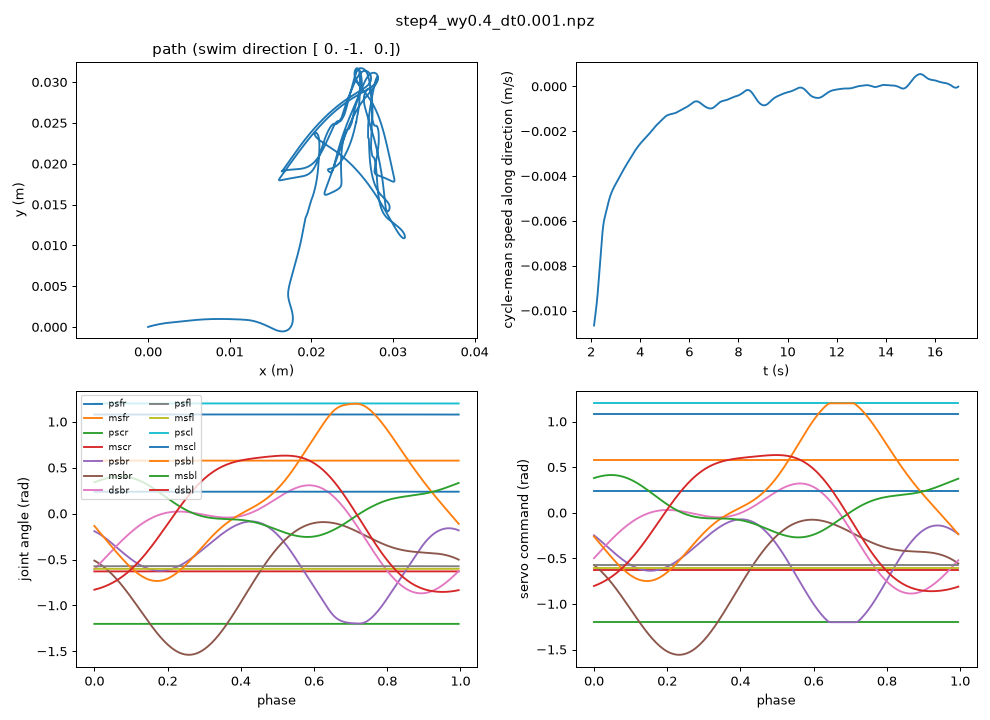 step4_wy0.4_dt0.001.npz
path (swim direction [ 0. -1.  0.])
y (m)
0.030
0.025
0.020
0.015
0.010
0.005
0.000
0.00 0.01 0.02 0.03 0.04
x (m)
cycle-mean speed along direction (m/s)
0.000
−0.002
−0.004
−0.006
−0.008
−0.010
2 4 6 8 10 12 14 16
t (s)
joint angle (rad)
1.0
0.5
0.0
−0.5
−1.0
−1.5
psfr psfl
msfr msfl
pscr pscl
mscr mscl
psbr psbl
msbr msbl
dsbr dsbl
0.0 0.2 0.4 0.6 0.8 1.0
phase
servo command (rad)
1.0
0.5
0.0
−0.5
−1.0
−1.5
0.0 0.2 0.4 0.6 0.8 1.0
phase